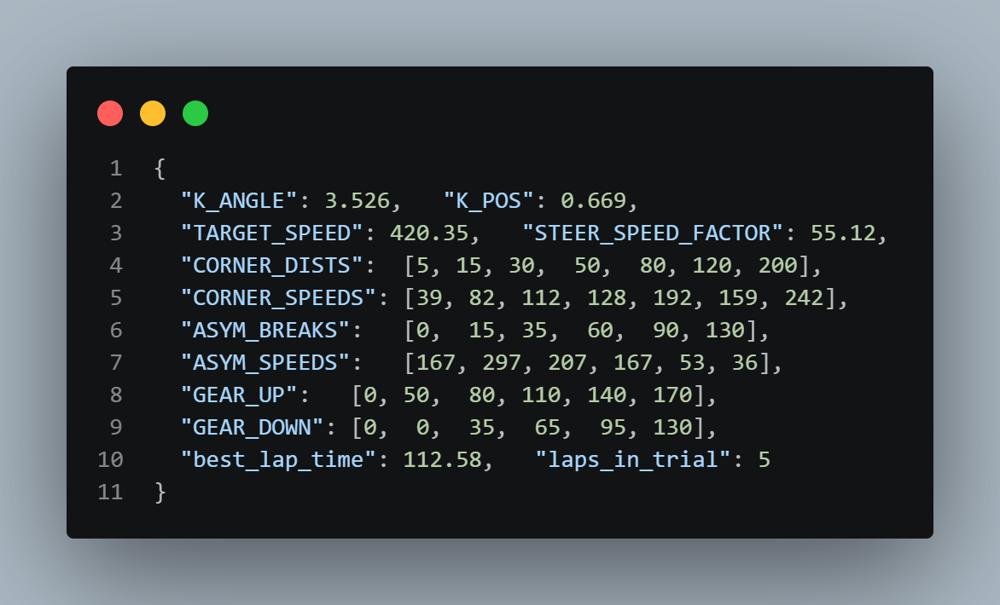 1 {
2 "K_ANGLE": 3.526, "K_POS": 0.669,
3 "TARGET_SPEED": 420.35, "STEER_SPEED_FACTOR": 55.12,
4 "CORNER_DISTS": [5, 15, 30, 50, 80, 120, 200],
5 "CORNER_SPEEDS": [39, 82, 112, 128, 192, 159, 242],
6 "ASYM_BREAKS": [0, 15, 35, 60, 90, 130],
7 "ASYM_SPEEDS": [167, 297, 207, 167, 53, 36],
8 "GEAR_UP": [0, 50, 80, 110, 140, 170],
9 "GEAR_DOWN": [0, 0, 35, 65, 95, 130],
10 "best_lap_time": 112.58, "laps_in_trial": 5
11 }